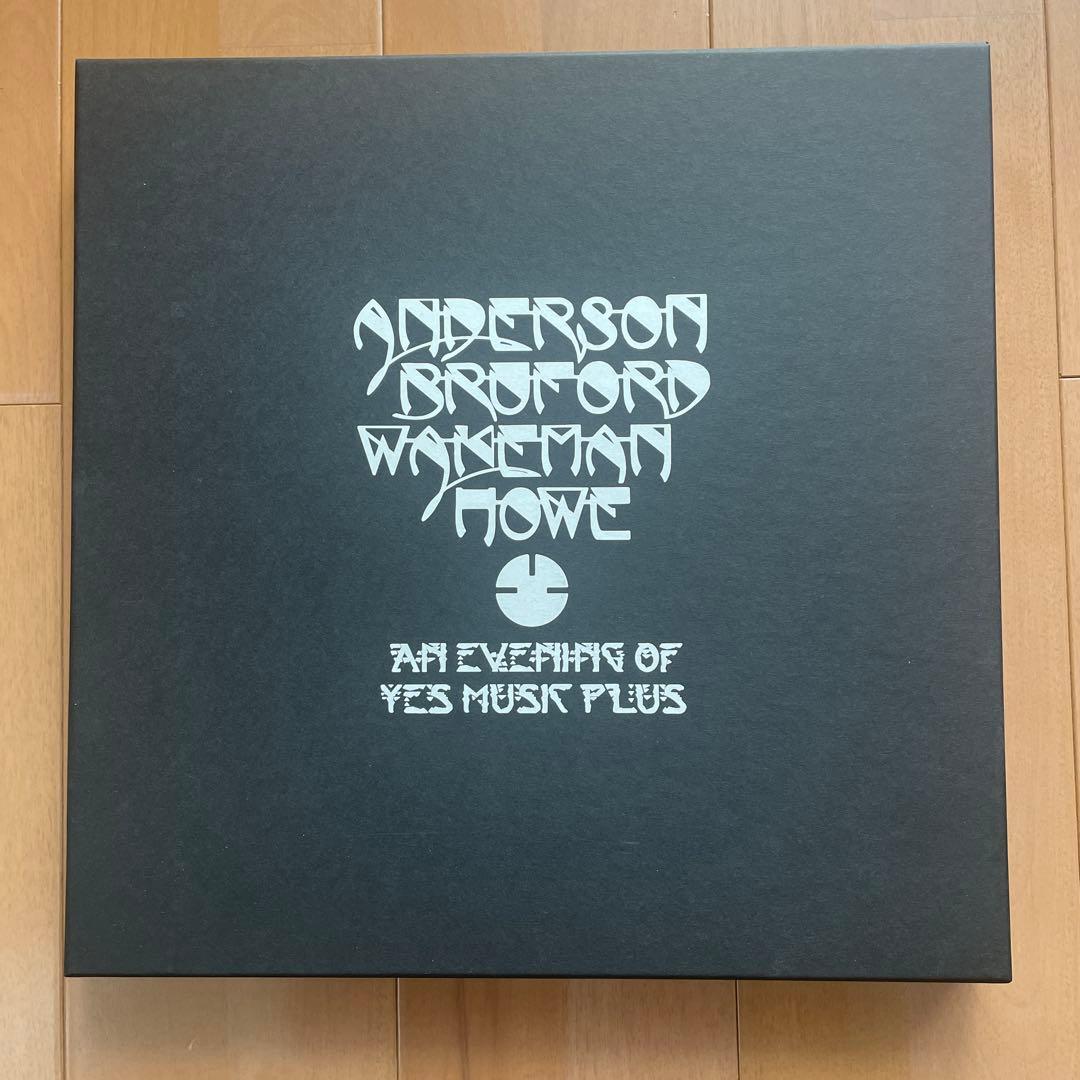 ANDERSON
BRUFORD
WAKEMAN
HOWE
AN EVENING OF
YES MUSIC PLUS